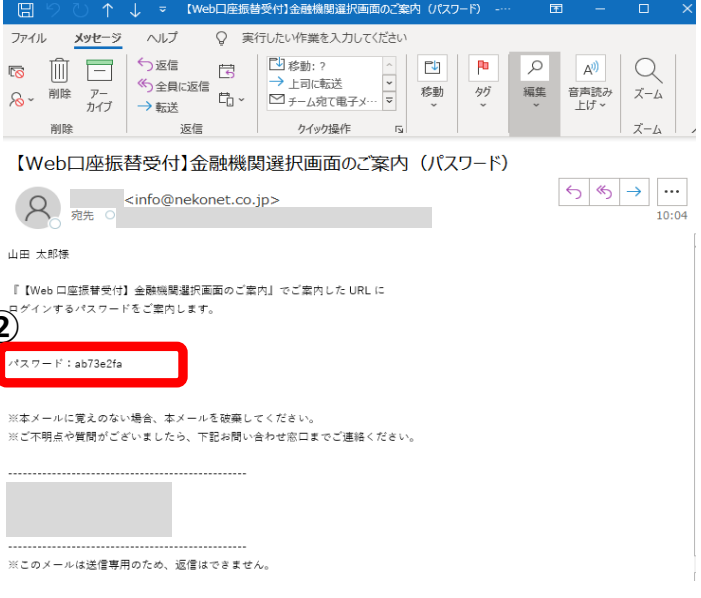 【Web口座振替受付】金融機関選択画面のご案内（パスワード） -…
ファイル メッセージ ヘルプ 実行したい作業を入力してください
削除
アー
カイブ
返信
全員に返信
転送
移動: ?
上司に転送
チーム宛て電子メ…
移動
タグ
編集
音声読み
上げ
ズーム
削除 返信 クイック操作 ズーム
【Web口座振替受付】金融機関選択画面のご案内（パスワード）
<info@nekonet.co.jp>
宛先
10:04
山田 太郎様
『【Web 口座振替受付】金融機関選択画面のご案内』でご案内した URL に
ログインするパスワードをご案内します。
②
パスワード：ab73e2fa
※本メールに覚えのない場合、本メールを破棄してください。
※ご不明点や質問がございましたら、下記お問い合わせ窓口までご連絡ください。
-------------------------------------------------
-------------------------------------------------
※このメールは送信専用のため、返信はできません。